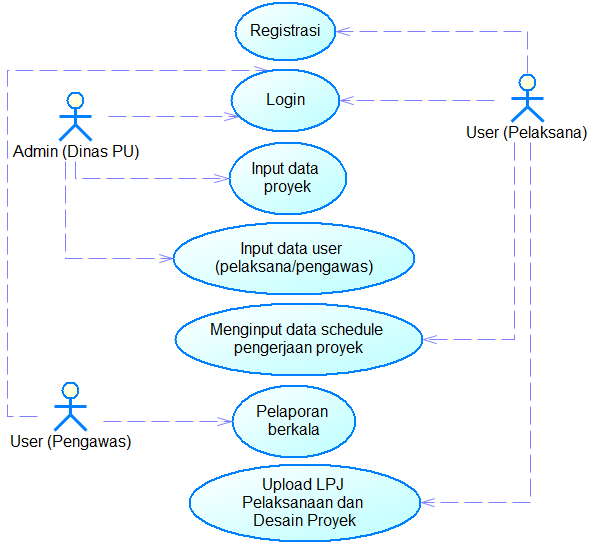 Registrasi
Login
Admin (Dinas PU)
User (Pelaksana)
Input data
proyek
Input data user
(pelaksana/pengawas)
Menginput data schedule
pengerjaan proyek
User (Pengawas)
Pelaporan
berkala
Upload LPJ
Pelaksanaan dan
Desain Proyek